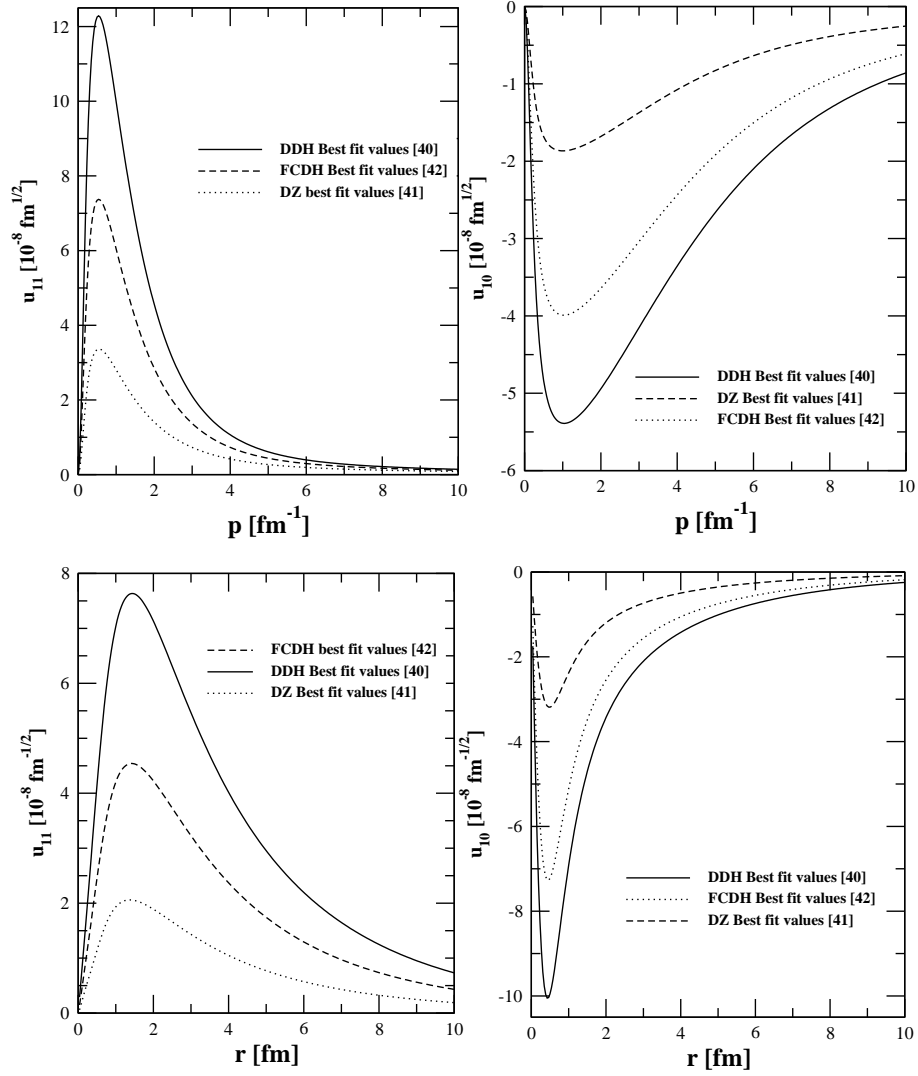 12
10
8
6
4
2
0
u11 [10-8 fm1/2]
DDH Best fit values [40]
FCDH Best fit values [42]
DZ best fit values [41]
0 2 4 6 8 10
p [fm-1]
0
-1
-2
-3
-4
-5
-6
u10 [10-8 fm1/2]
DDH Best fit values [40]
DZ Best fit values [41]
FCDH Best fit values [42]
0 2 4 6 8 10
p [fm-1]
8
6
4
2
0
u11 [10-8 fm-1/2]
FCDH best fit values [42]
DDH Best fit values [40]
DZ Best fit values [41]
0 2 4 6 8 10
r [fm]
0
-2
-4
-6
-8
-10
u10 [10-8 fm-1/2]
DDH Best fit values [40]
FCDH Best fit values [42]
DZ Best fit values [41]
0 2 4 6 8 10
r [fm]